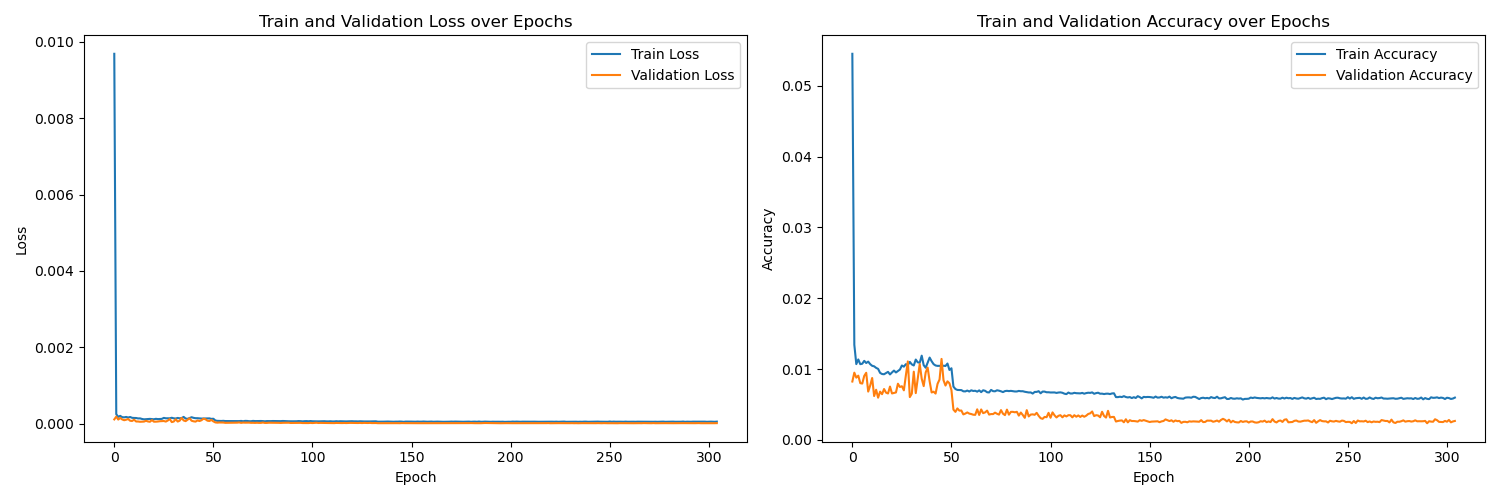 Train and Validation Loss over Epochs
0.010
0.008
0.006
0.004
0.002
0.000
Loss
0
50
100
150
200
250
300
Epoch
Train Loss
Validation Loss
Train and Validation Accuracy over Epochs
0.05
0.04
0.03
0.02
0.01
0.00
Accuracy
0
50
100
150
200
250
300
Epoch
Train Accuracy
Validation Accuracy